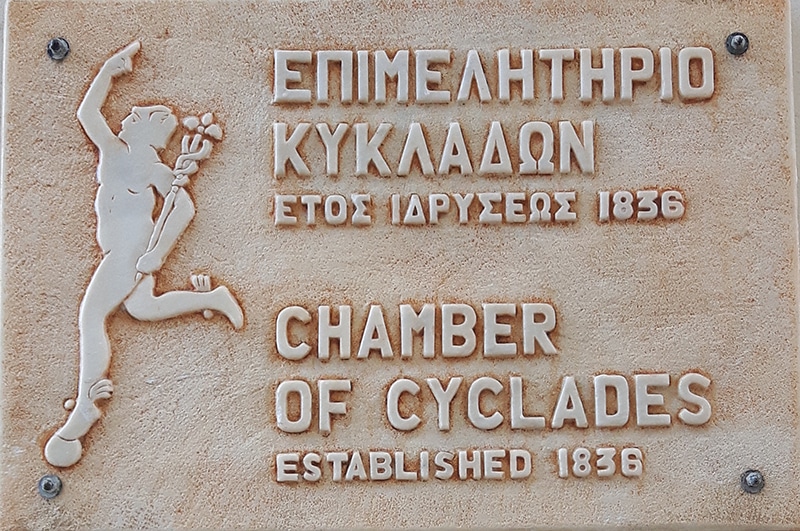 ΕΠΙΜΕΛΗΤΗΡΙΟ
ΚΥΚΛΑΔΩΝ
ΕΤΟΣ ΙΔΡΥΣΕΩΣ 1836
CHAMBER
OF CYCLADES
ESTABLISHED 1836